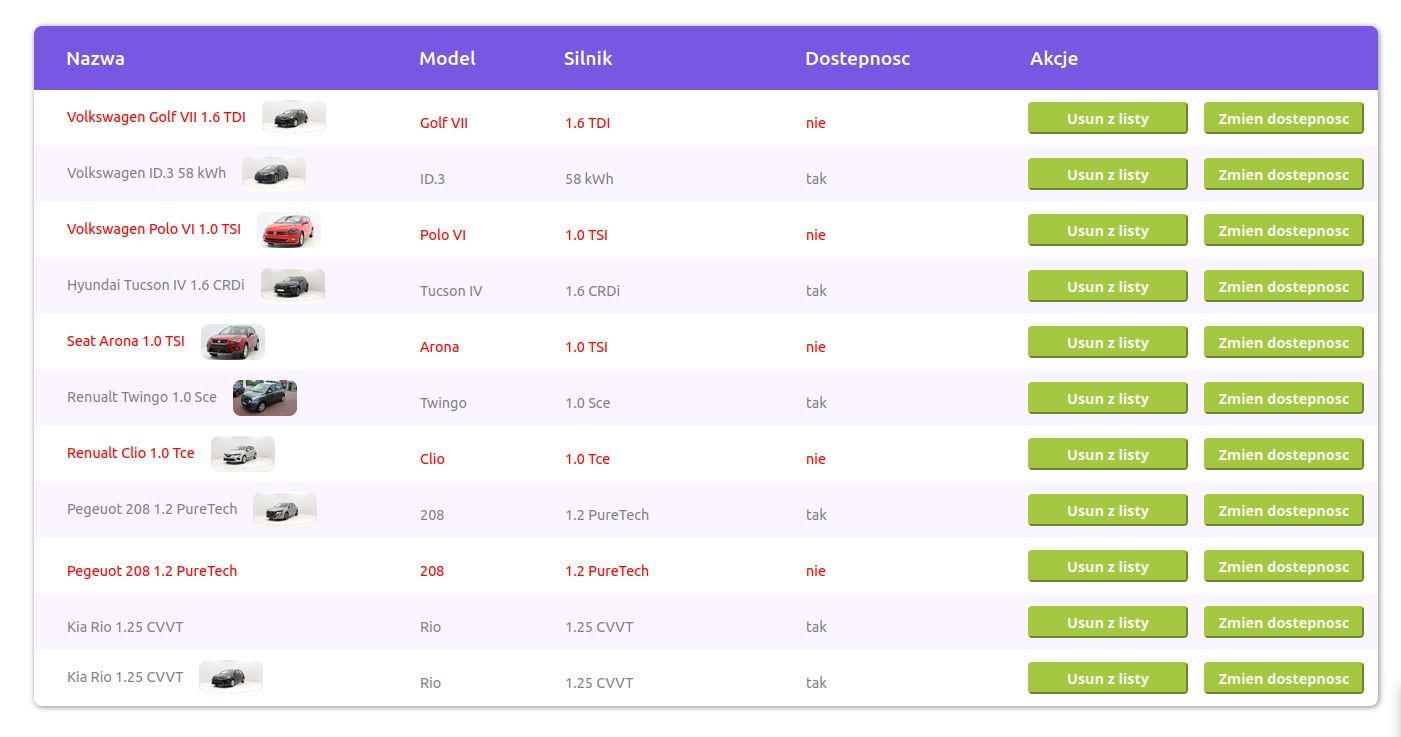 Nazwa Model Silnik Dostepnosc Akcje
Volkswagen Golf VII 1.6 TDI Golf VII 1.6 TDI nie Usun z listy Zmien dostepnosc
Volkswagen ID.3 58 kWh ID.3 58 kWh tak Usun z listy Zmien dostepnosc
Volkswagen Polo VI 1.0 TSI Polo VI 1.0 TSI nie Usun z listy Zmien dostepnosc
Hyundai Tucson IV 1.6 CRDi Tucson IV 1.6 CRDi tak Usun z listy Zmien dostepnosc
Seat Arona 1.0 TSI Arona 1.0 TSI nie Usun z listy Zmien dostepnosc
Renualt Twingo 1.0 Sce Twingo 1.0 Sce tak Usun z listy Zmien dostepnosc
Renualt Clio 1.0 Tce Clio 1.0 Tce nie Usun z listy Zmien dostepnosc
Pegeuot 208 1.2 PureTech 208 1.2 PureTech tak Usun z listy Zmien dostepnosc
Pegeuot 208 1.2 PureTech 208 1.2 PureTech nie Usun z listy Zmien dostepnosc
Kia Rio 1.25 CVVT Rio 1.25 CVVT tak Usun z listy Zmien dostepnosc
Kia Rio 1.25 CVVT Rio 1.25 CVVT tak Usun z listy Zmien dostepnosc